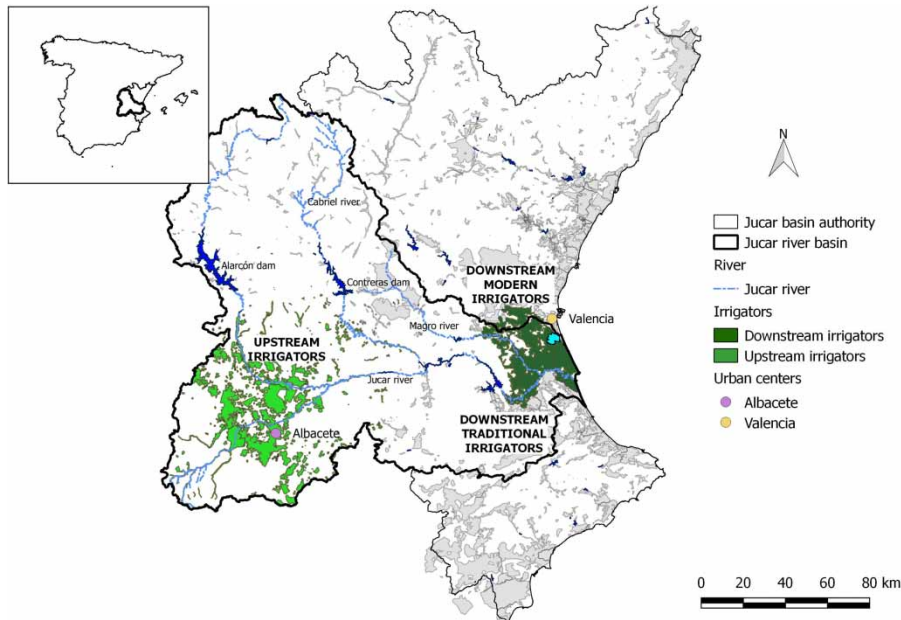 N
Cabriel river
Alarcón dam
Contreras dam
DOWNSTREAM
MODERN
IRRIGATORS
Valencia
Magro river
UPSTREAM
IRRIGATORS
Jucar river
Albacete
DOWNSTREAM
TRADITIONAL
IRRIGATORS
Jucar basin authority
Jucar river basin
River
Jucar river
Irrigators
Downstream irrigators
Upstream irrigators
Urban centers
Albacete
Valencia
0 20 40 60 80 km